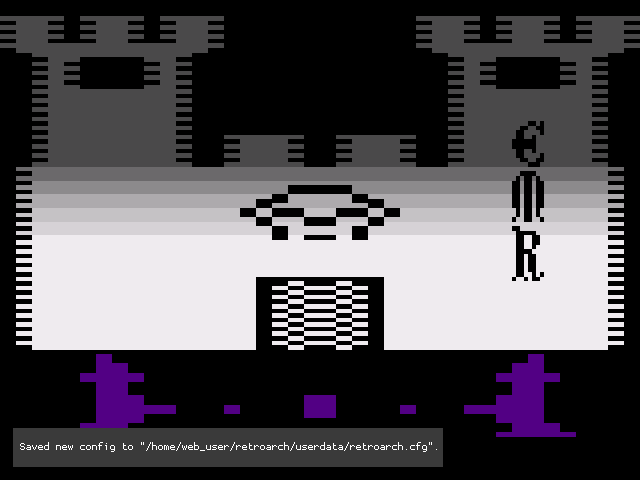 E
M
R
Saved new config to "/home/web_user/retroarch/userdata/retroarch.cfg".